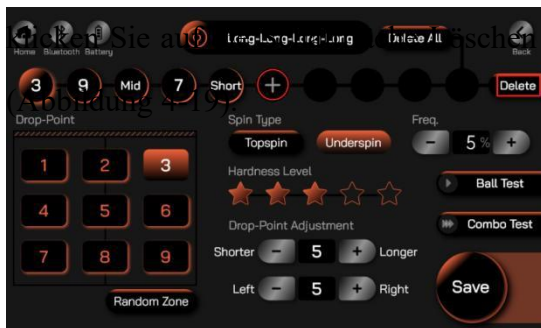 Klicken Sie au
Löschen
(Abbildung 4-19).
Home Bluetooth Battery
Long-Long-Long-Long
Delete All
Back
3 9 Mid 7 Short + Delete
Drop-Point
Spin Type
Freq.
Topspin Underspin
- 5 % +
1 2 3
Hardness Level
Ball Test
4 5 6
Drop-Point Adjustment
Combo Test
7 8 9
Shorter - 5 + Longer
Left - 5 + Right
Save
Random Zone